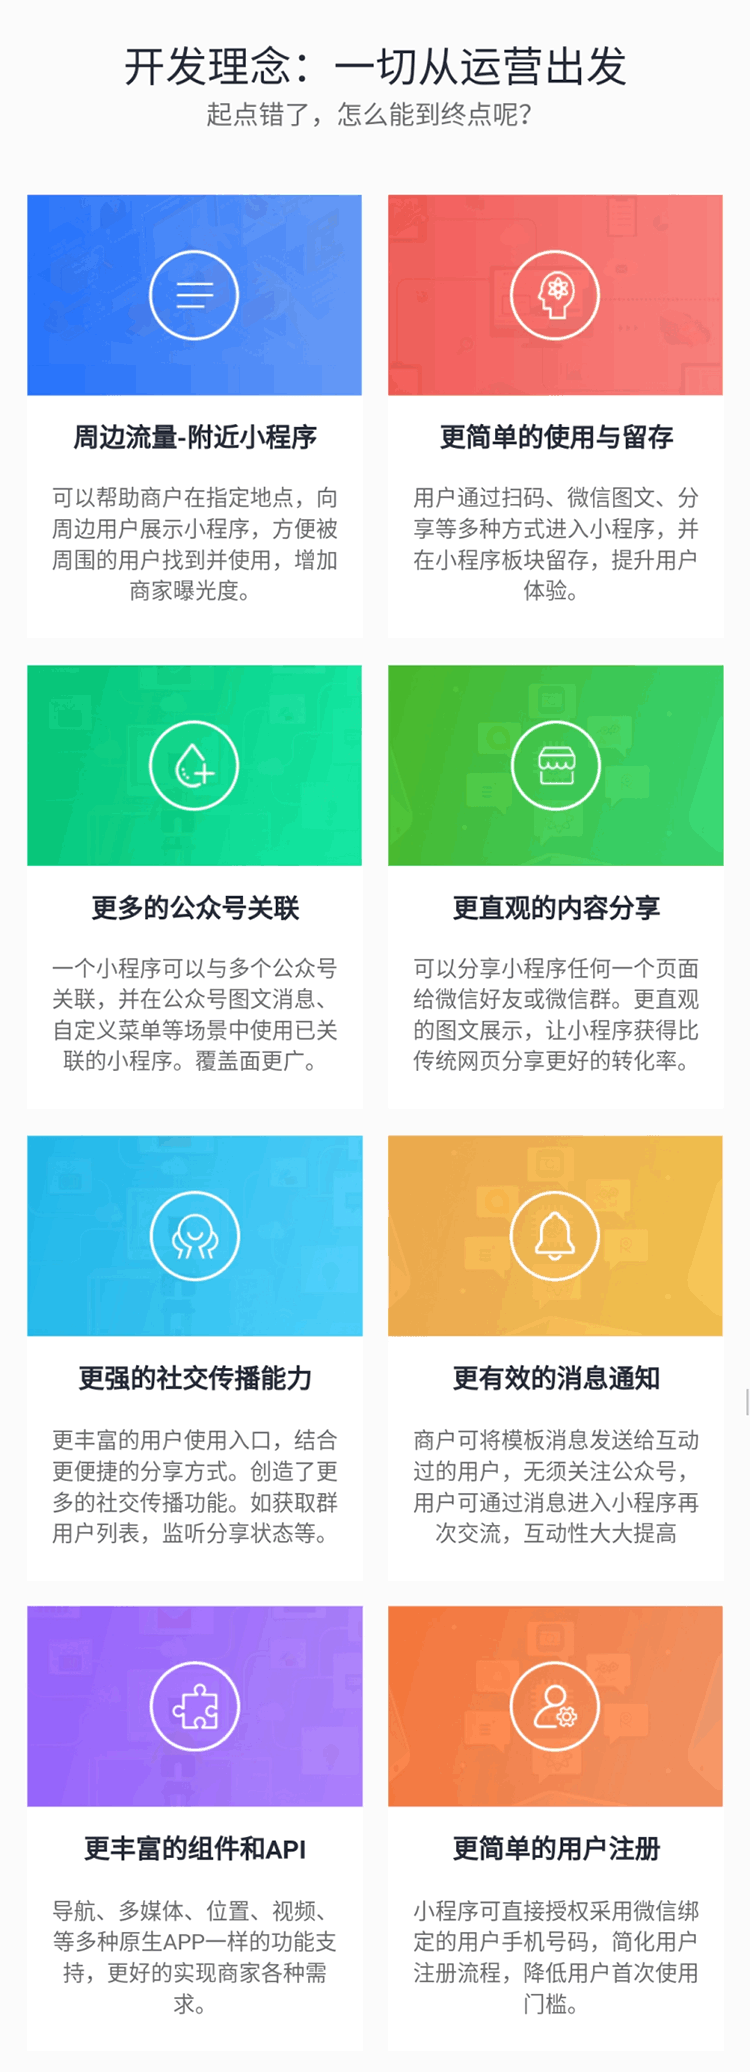 开发理念：一切从运营出发
起点错了，怎么能到终点呢？
周边流量-附近小程序
可以帮助商户在指定地点，向
周边用户展示小程序，方便被
周围的用户找到并使用，增加
商家曝光度。
更简单的使用与留存
用户通过扫码、微信图文、分
享等多种方式进入小程序，并
在小程序板块留存，提升用户
体验。
更多的公众号关联
一个小程序可以与多个公众号
关联，并在公众号图文消息、
自定义菜单等场景中使用已关
联的小程序。覆盖面更广。
更直观的内容分享
可以分享小程序任何一个页面
给微信好友或微信群。更直观
的图文展示，让小程序获得比
传统网页分享更好的转化率。
更强的社交传播能力
更丰富的用户使用入口，结合
更便捷的分享方式。创造了更
多的社交传播功能。如获取群
用户列表，监听分享状态等。
更有效的消息通知
商户可将模板消息发送给互动
过的用户，无须关注公众号，
用户可通过消息进入小程序再
次交流，互动性大大提高
更丰富的组件和API
导航、多媒体、位置、视频、
等多种原生APP一样的功能支
持，更好的实现商家各种需
求。
更简单的用户注册
小程序可直接授权采用微信绑
定的用户手机号码，简化用户
注册流程，降低用户首次使用
门槛。